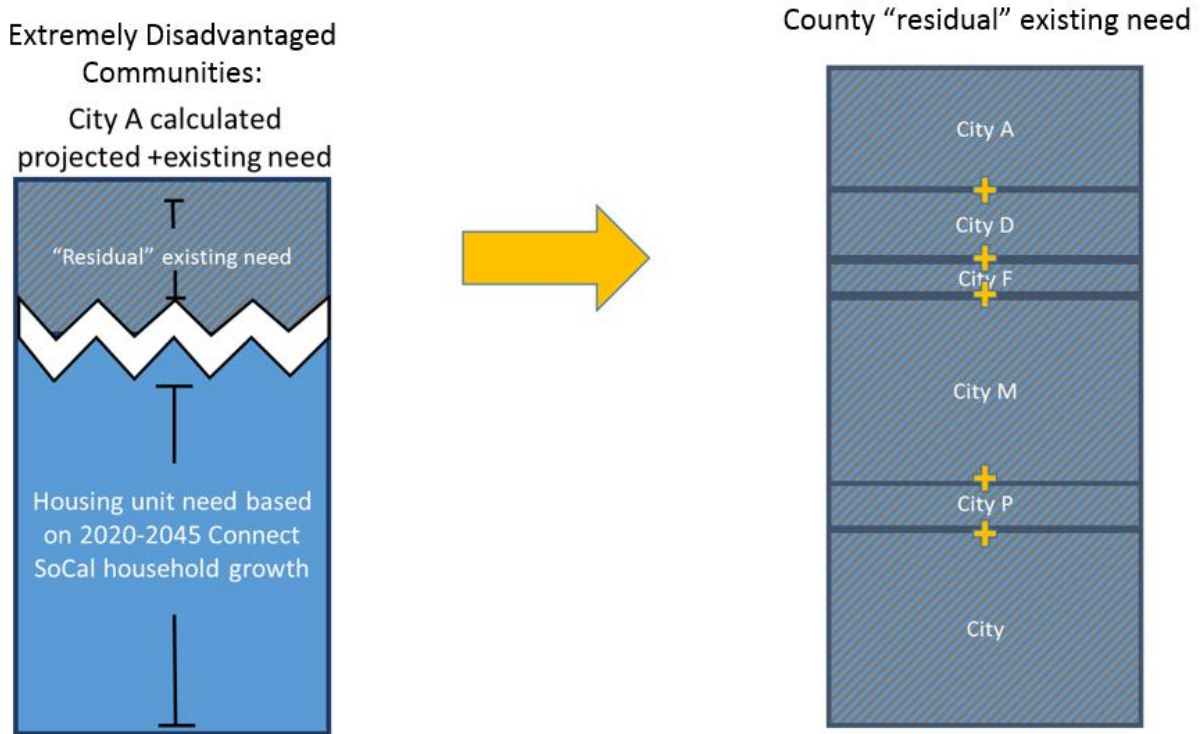 Extremely Disadvantaged
Communities:
City A calculated
projected +existing need
“Residual” existing need
Housing unit need based
on 2020-2045 Connect
SoCal household growth
County “residual” existing need
City A
City D
City F
City M
City P
City